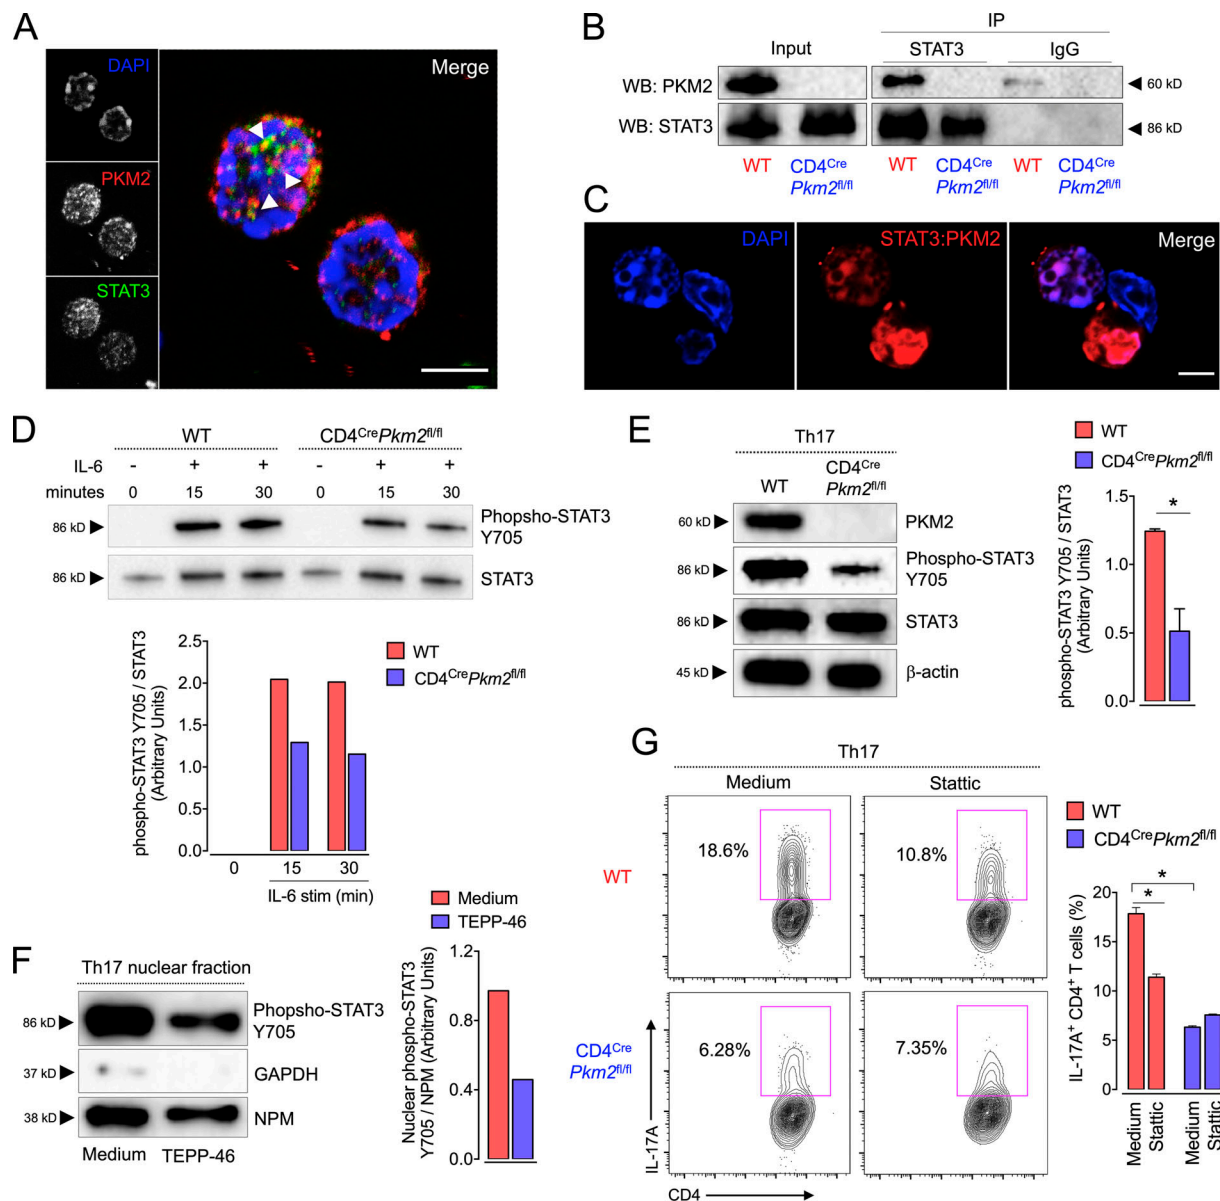 A
DAPI
PKM2
STAT3
Merge
B
IP
Input
STAT3
IgG
WB: PKM2
60 kD
WB: STAT3
86 kD
WT
CD4Cre
Pkm2fl/fl
WT
CD4Cre
Pkm2fl/fl
WT
CD4Cre
Pkm2fl/fl
C
DAPI
STAT3:PKM2
Merge
D
WT
CD4CrePkm2fl/fl
IL-6 - + + - + +
minutes 0 15 30 0 15 30
86 kD
Phopsho-STAT3
Y705
86 kD
STAT3
phospho-STAT3 Y705 / STAT3
(Arbitrary Units)
2.5
2.0
1.5
1.0
0.5
0.0
0 15 30
IL-6 stim (min)
WT
CD4CrePkm2fl/fl
E
Th17
WT
CD4Cre
Pkm2fl/fl
60 kD
PKM2
86 kD
Phospho-STAT3
Y705
86 kD
STAT3
45 kD
β-actin
WT
CD4CrePkm2fl/fl
phospho-STAT3 Y705 / STAT3
(Arbitrary Units)
1.5
1.0
0.5
0.0
*
F
Th17 nuclear fraction
86 kD
Phopsho-STAT3
Y705
37 kD
GAPDH
38 kD
NPM
Medium TEPP-46
Medium
TEPP-46
Nuclear phospho-STAT3
Y705 / NPM (Arbitrary Units)
1.2
0.8
0.4
0.0
G
Th17
Medium
Stattic
WT
18.6%
10.8%
CD4Cre
Pkm2fl/fl
6.28%
7.35%
IL-17A
CD4
WT
CD4CrePkm2fl/fl
IL-17A+ CD4+ T cells (%)
20
15
10
5
0
*
*
Medium
Stattic
Medium
Stattic